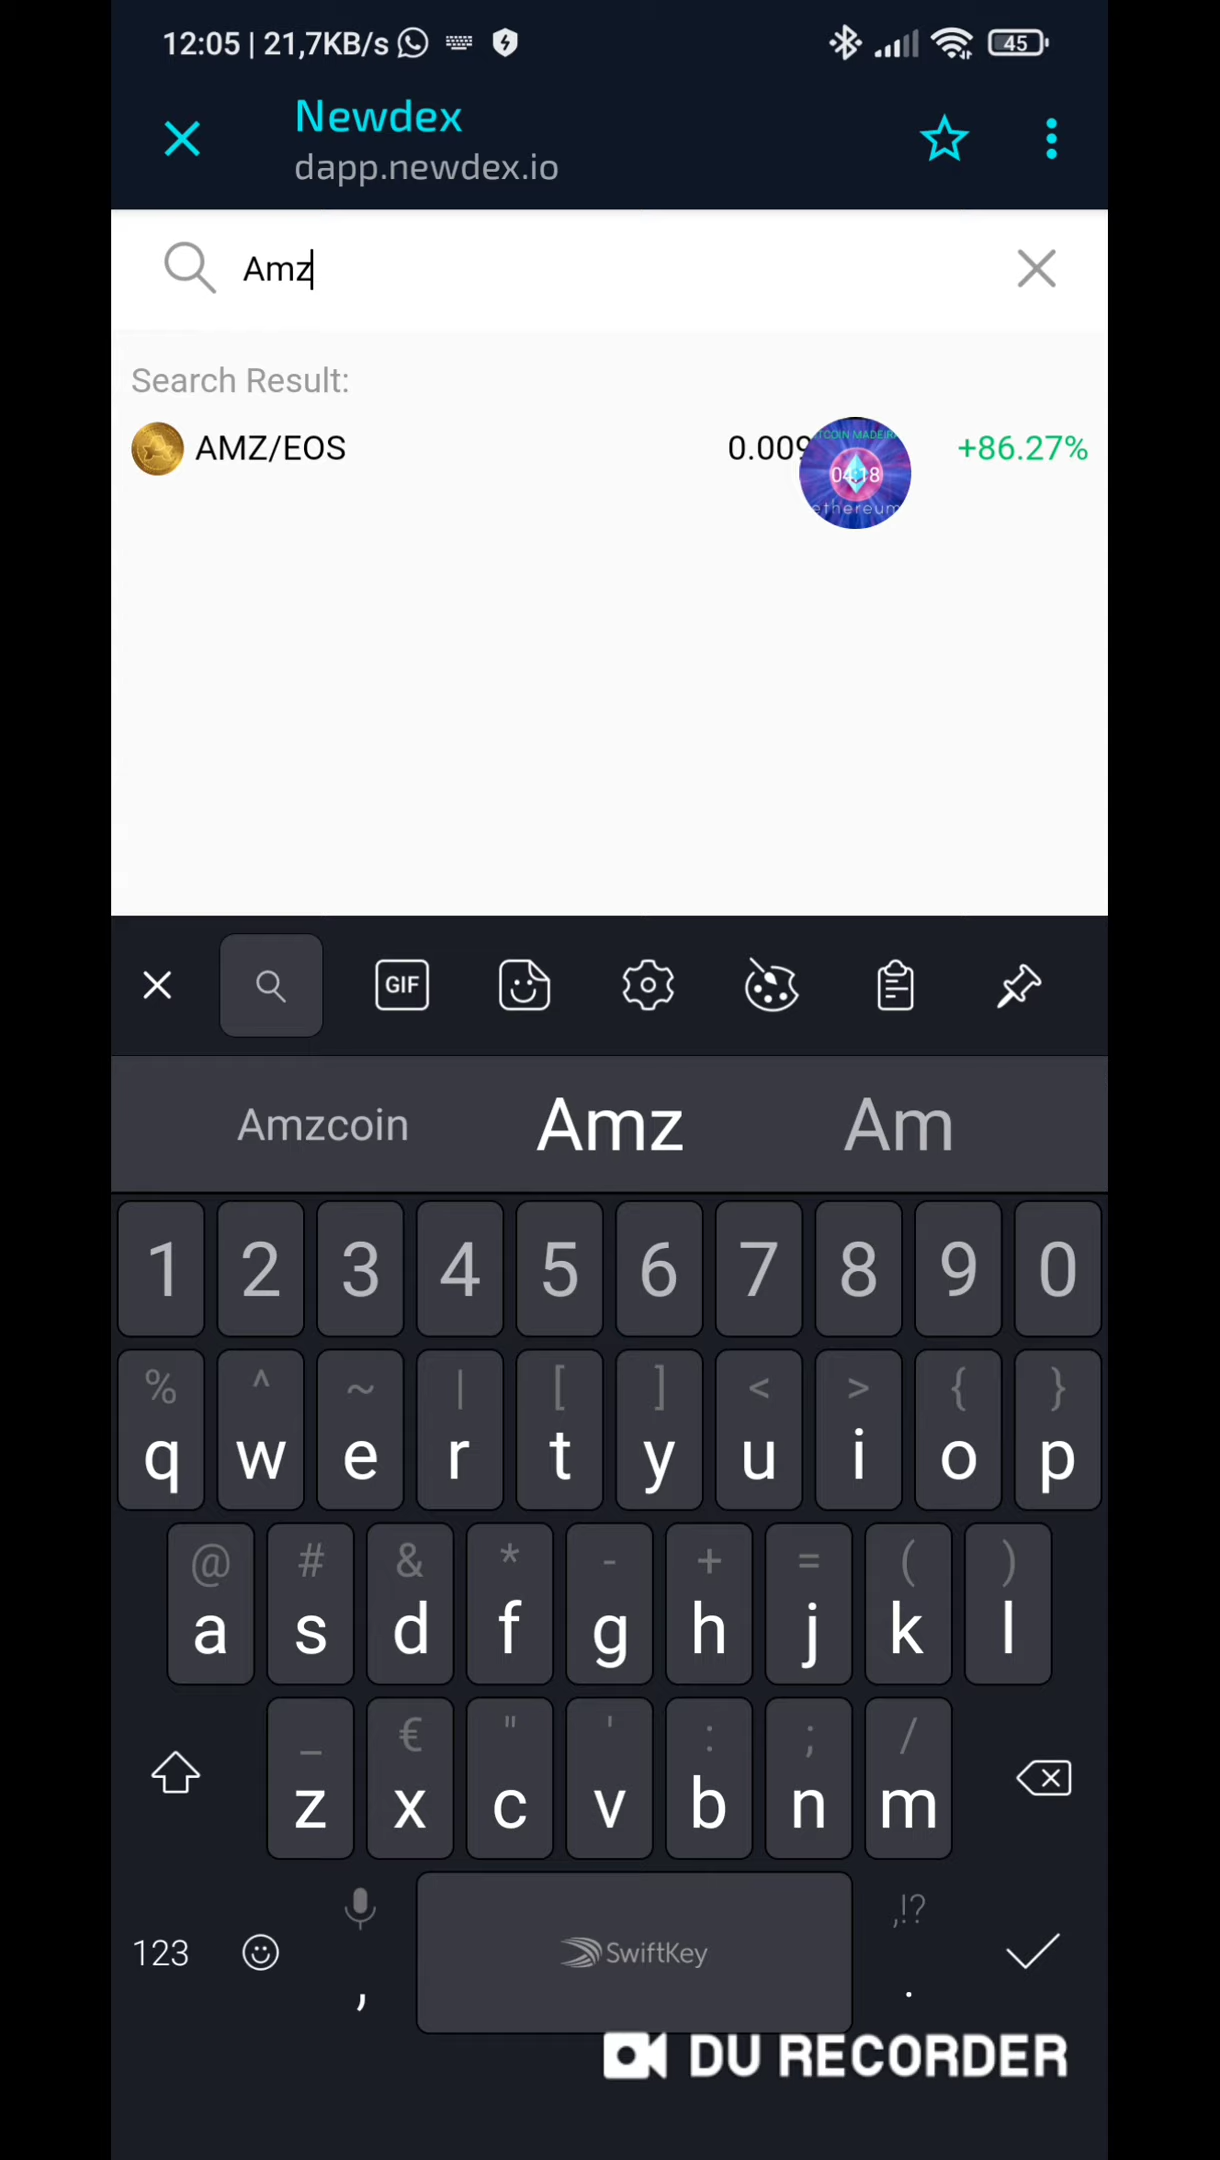 12:05 | 21,7KB/s
45
Newdex
dapp.newdex.io
Amz
Search Result:
AMZ/EOS 0.009 +86.27%
04:18
ethereum
GIF
Amzcoin Amz Am
1 2 3 4 5 6 7 8 9 0
% ^ ~ | [ ] < > { }
q w e r t y u i o p
@ # & * - + = ( )
a s d f g h j k l
_ € " ' : ; /
z x c v b n m
,!?
123 , SwiftKey .
DU RECORDER